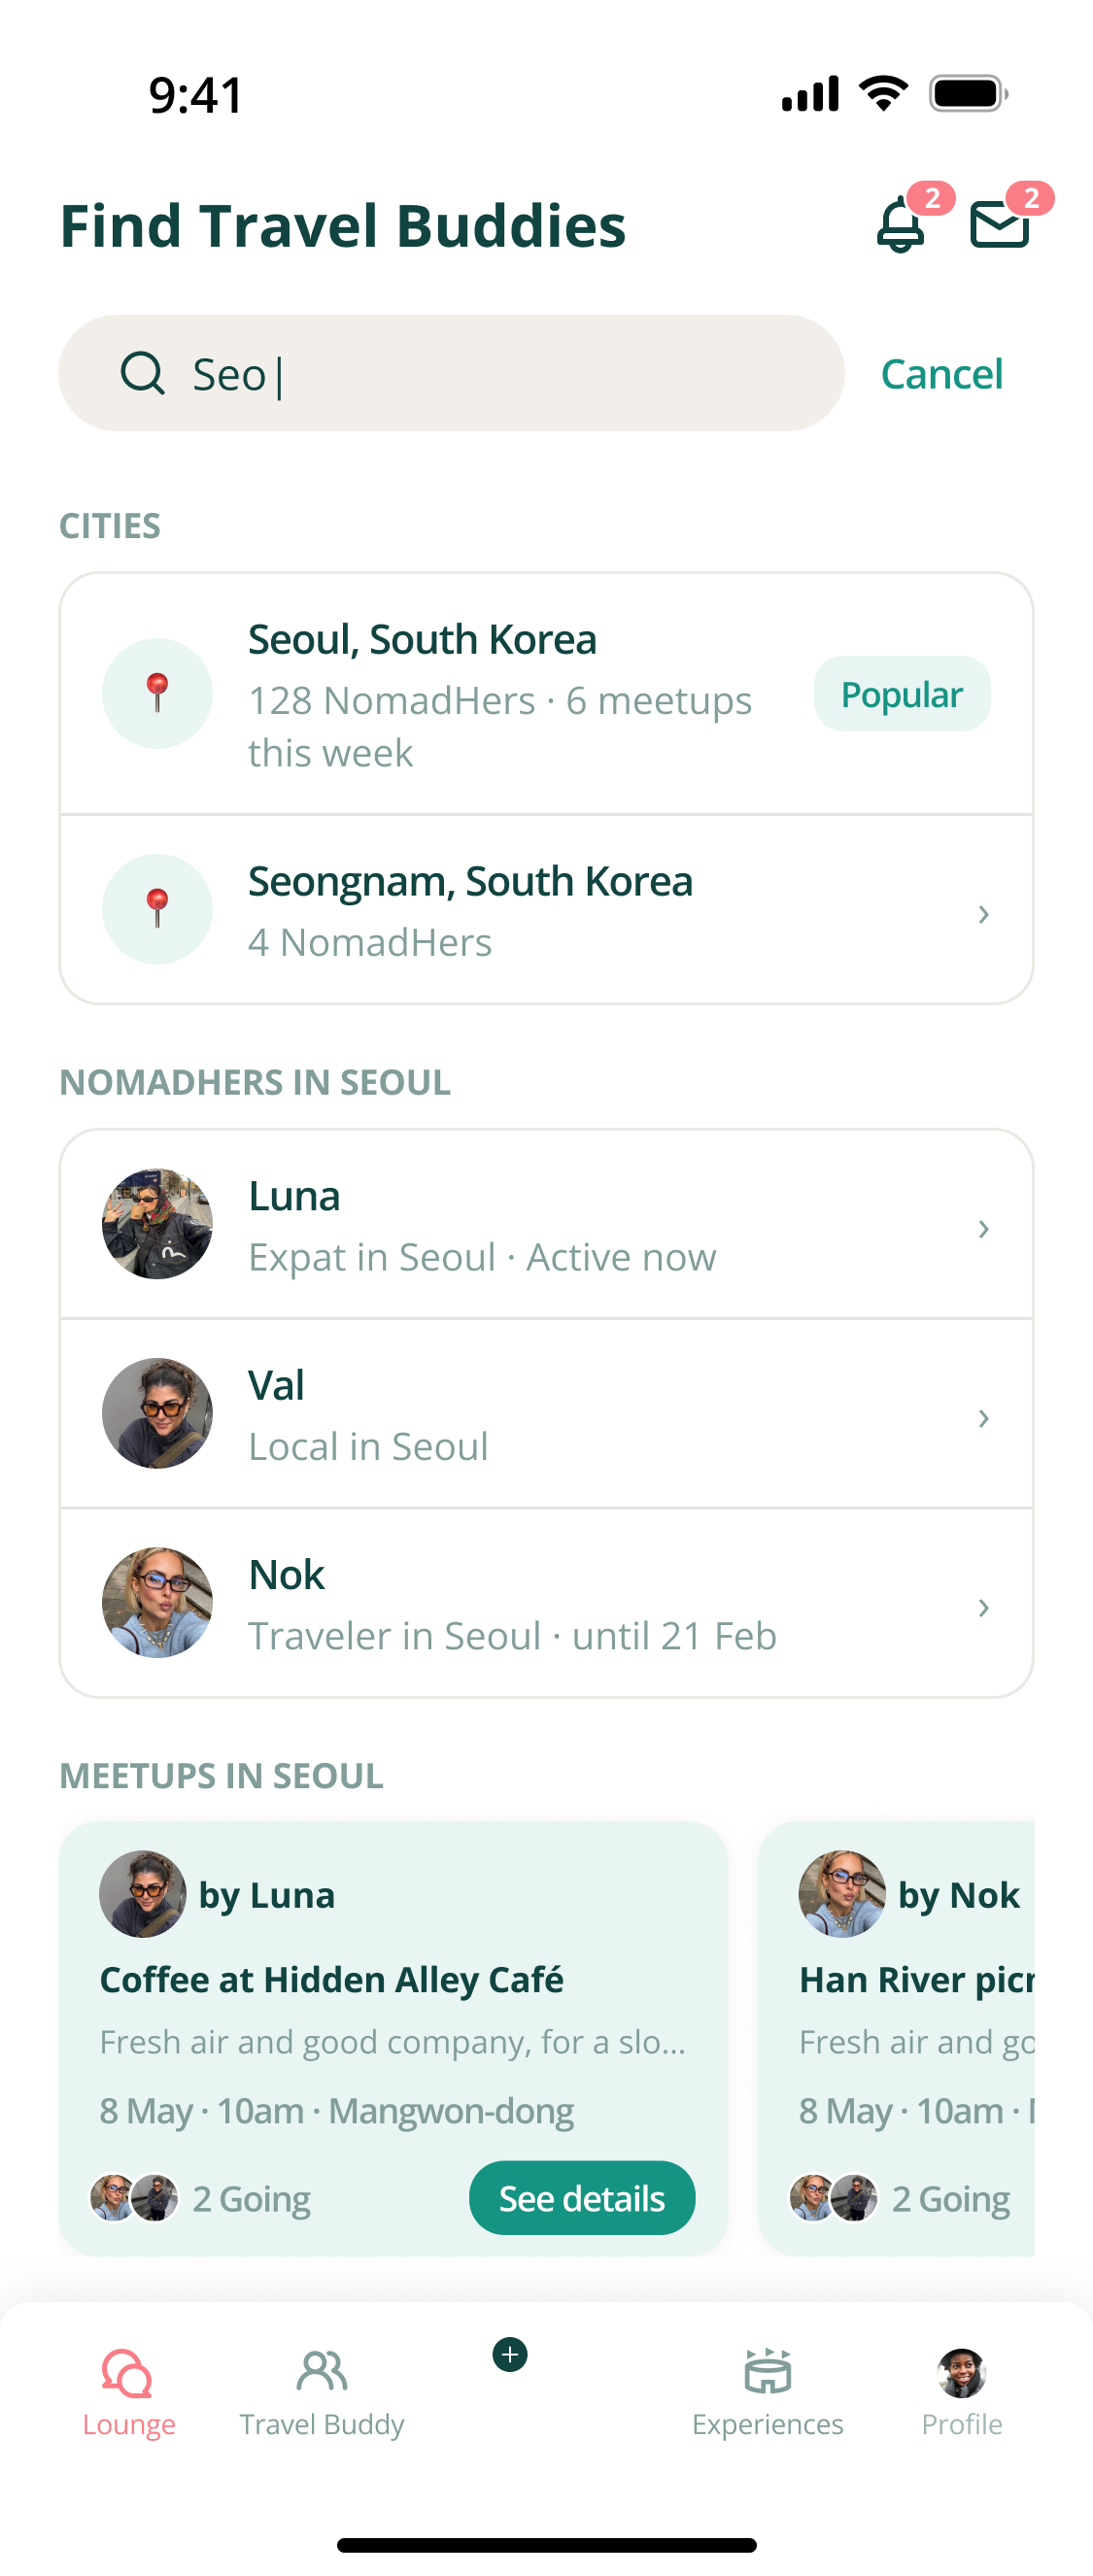 9:41
Find Travel Buddies
2
2
Seo
Cancel
CITIES
Seoul, South Korea
128 NomadHers · 6 meetups
this week
Popular
Seongnam, South Korea
4 NomadHers
NOMADHERS IN SEOUL
Luna
Expat in Seoul · Active now
Val
Local in Seoul
Nok
Traveler in Seoul · until 21 Feb
MEETUPS IN SEOUL
by Luna
Coffee at Hidden Alley Café
Fresh air and good company, for a slo...
8 May · 10am · Mangwon-dong
2 Going
See details
by Nok
Han River
Fresh air and
8 May · 10am ·
2 Going
Lounge
Travel Buddy
Experiences
Profile